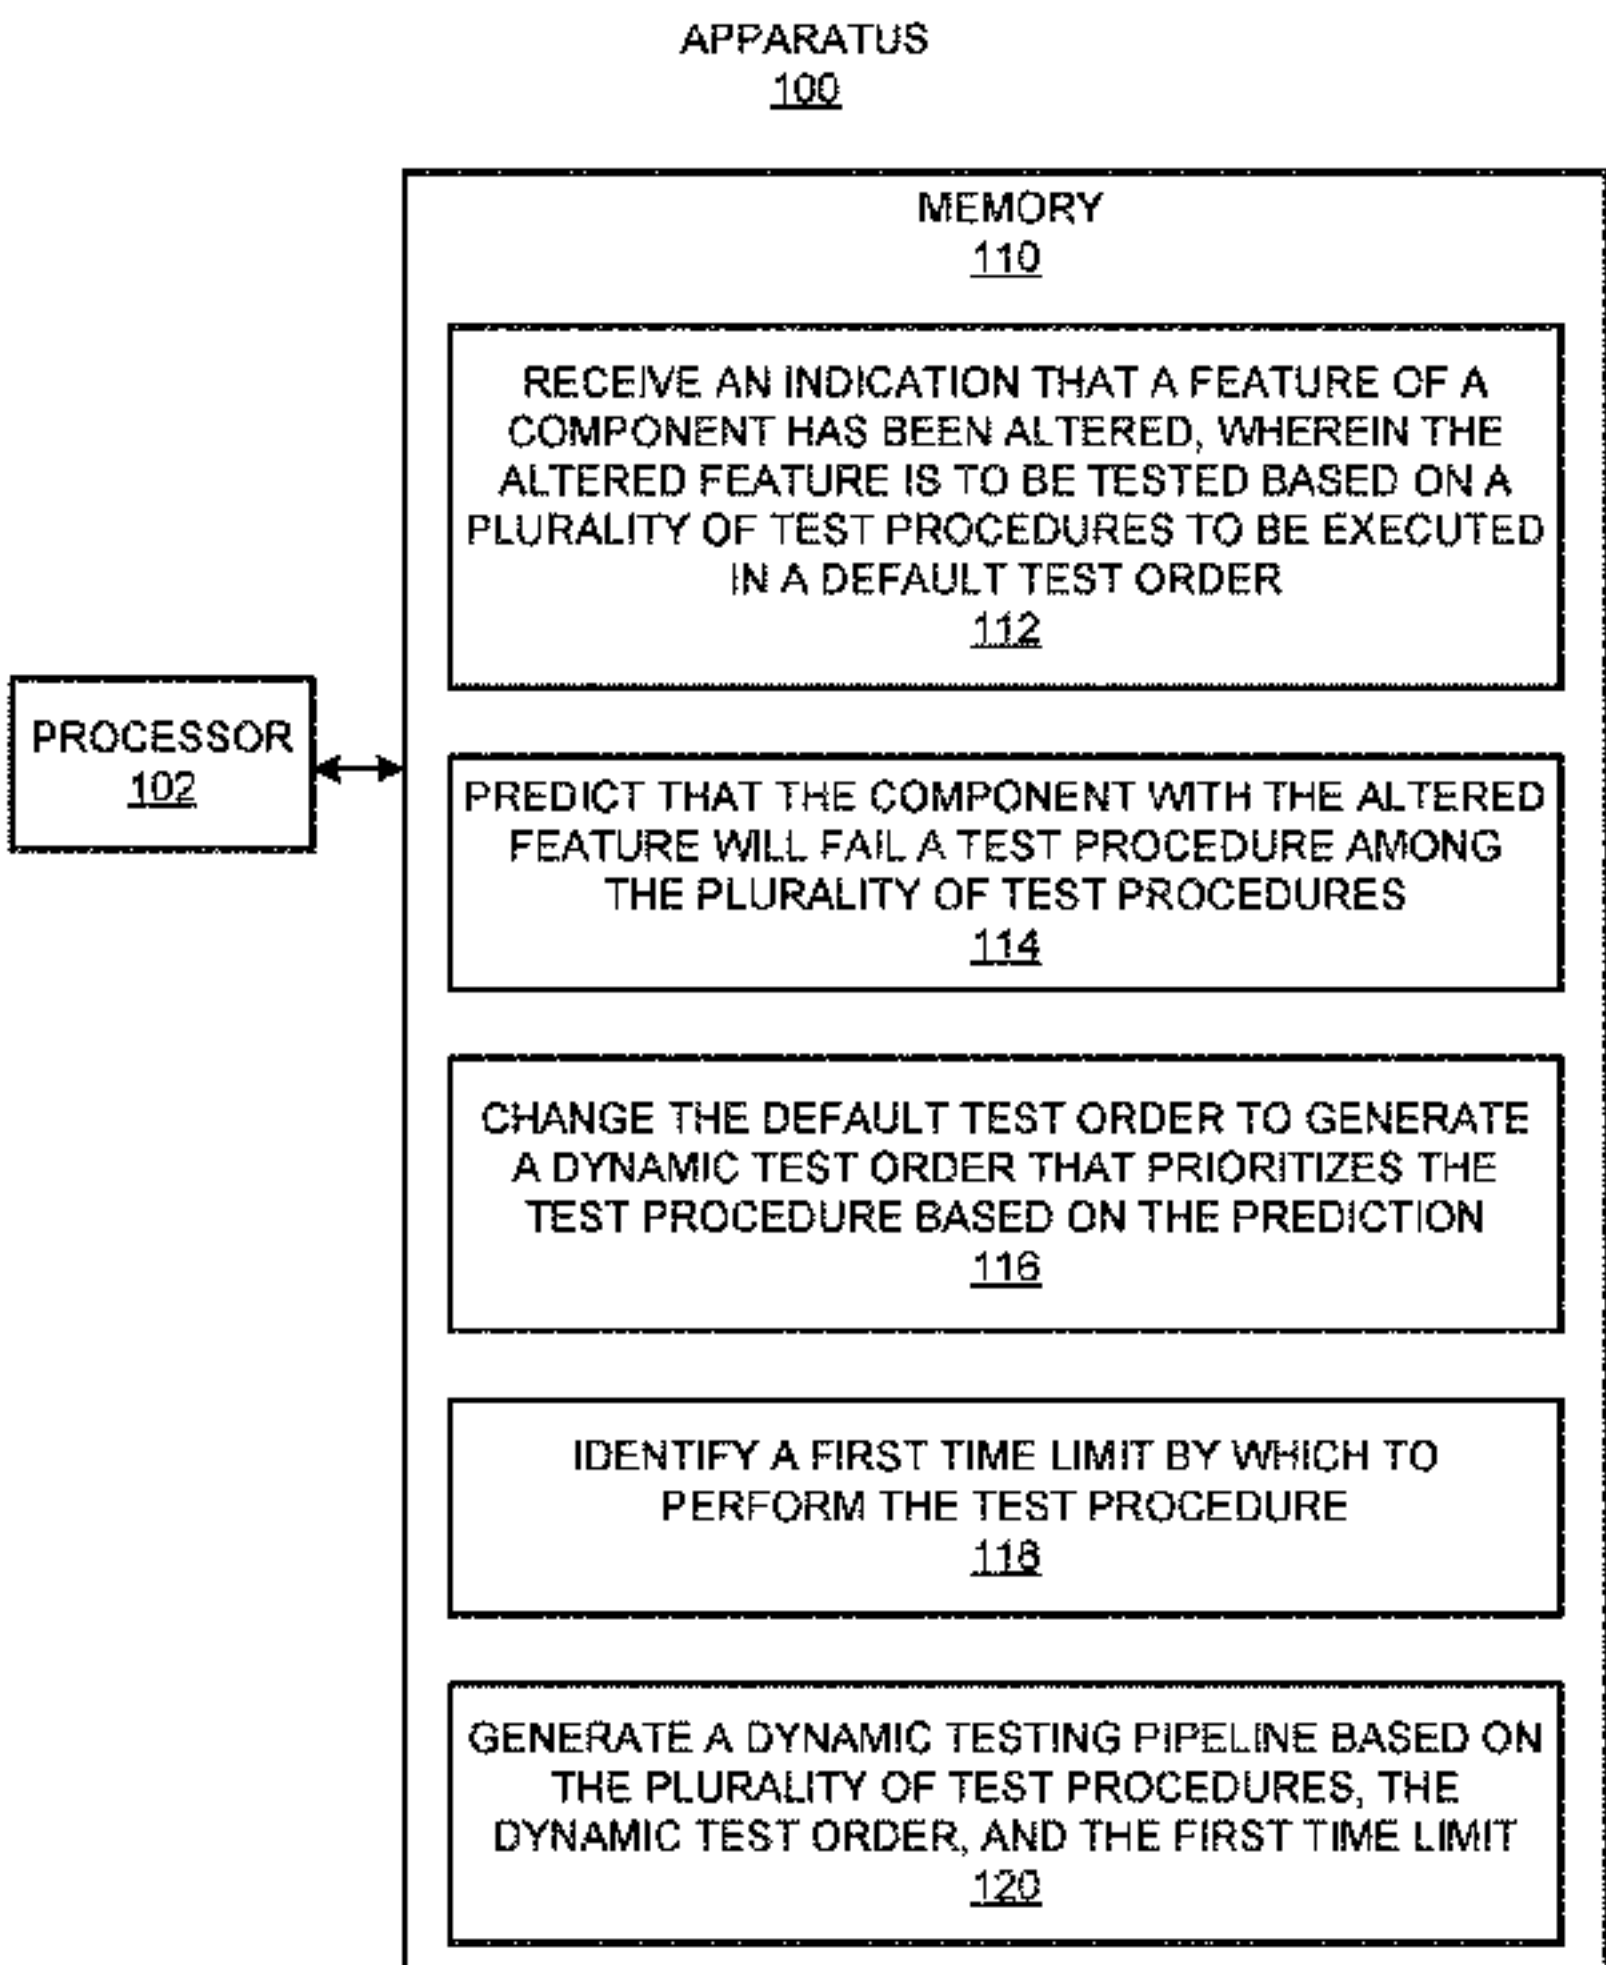 APPARATUS
100
MEMORY
110
RECEIVE AN INDICATION THAT A FEATURE OF A
COMPONENT HAS BEEN ALTERED, WHEREIN THE
ALTERED FEATURE IS TO BE TESTED BASED ON A
PLURALITY OF TEST PROCEDURES TO BE EXECUTED
IN A DEFAULT TEST ORDER
112
PROCESSOR
102
PREDICT THAT THE COMPONENT WITH THE ALTERED
FEATURE WILL FAIL A TEST PROCEDURE AMONG
THE PLURALITY OF TEST PROCEDURES
114
CHANGE THE DEFAULT TEST ORDER TO GENERATE
A DYNAMIC TEST ORDER THAT PRIORITIZES THE
TEST PROCEDURE BASED ON THE PREDICTION
116
IDENTIFY A FIRST TIME LIMIT BY WHICH TO
PERFORM THE TEST PROCEDURE
118
GENERATE A DYNAMIC TESTING PIPELINE BASED ON
THE PLURALITY OF TEST PROCEDURES, THE
DYNAMIC TEST ORDER, AND THE FIRST TIME LIMIT
120